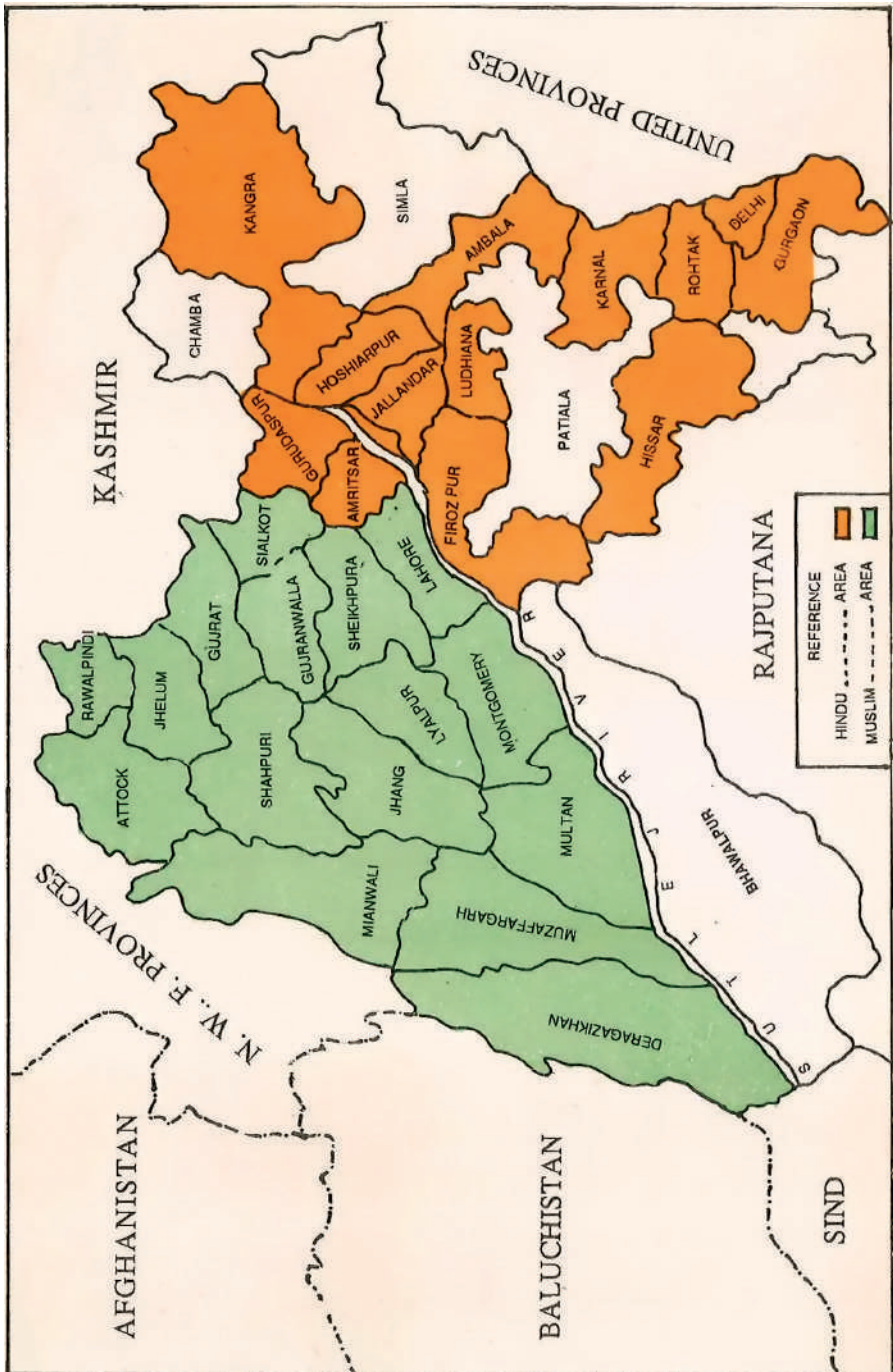 KASHMIR
N. W.. F. PROVINCES
AFGHANISTAN
BALUCHISTAN
SIND
RAJPUTANA
UNITED PROVINCES
RAWALPINDI
ATTOCK
JHELUM
GUJRAT
SIALKOT
SHAHPURI
GUJRANWALLA
SHEIKHPURA
LAHORE
MIANWALI
JHANG
LYALPUR
MONTGOMERY
MULTAN
MUZAFFARGARH
DERAGAZIKHAN
SUTLEJ RIVER
BHAWALPUR
CHAMBA
KANGRA
SIMLA
GURUDASPUR
AMRITSAR
HOSHIARPUR
JALLANDAR
LUDHIANA
FIROZ PUR
AMBALA
PATIALA
KARNAL
ROHTAK
DELHI
GURGAON
HISSAR
REFERENCE
HINDU ------- AREA
MUSLIM ------- AREA